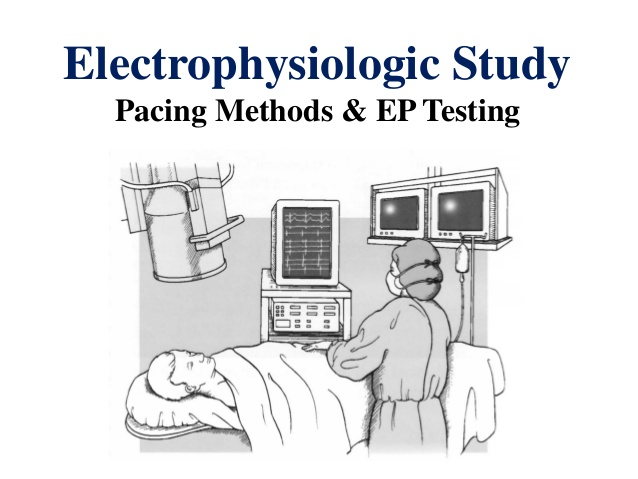 Electrophysiologic Study
Pacing Methods & EP Testing